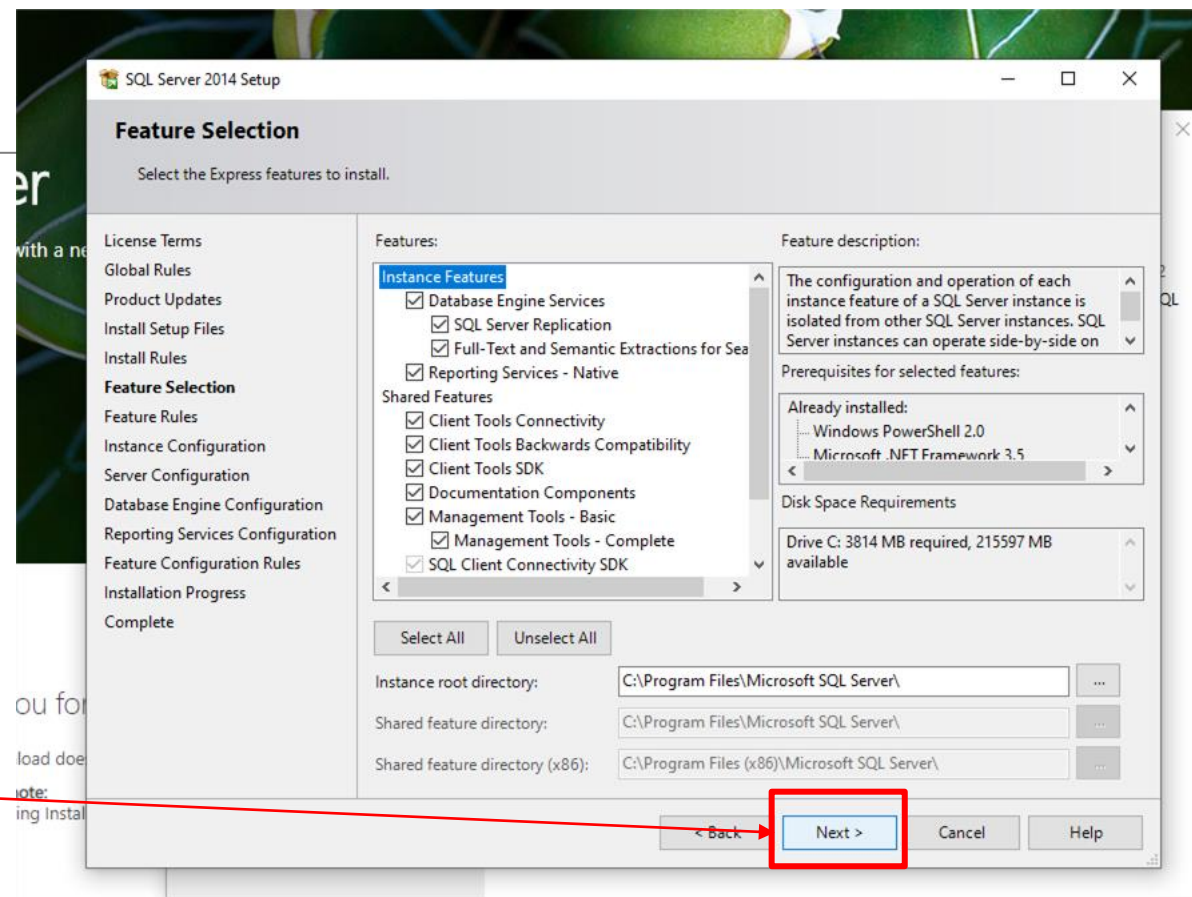 SQL Server 2014 Setup
Feature Selection
Select the Express features to install.
er
with a ne
License Terms
Global Rules
Product Updates
Install Setup Files
Install Rules
Feature Selection
Feature Rules
Instance Configuration
Server Configuration
Database Engine Configuration
Reporting Services Configuration
Feature Configuration Rules
Installation Progress
Complete
Features:
Instance Features
Database Engine Services
SQL Server Replication
Full-Text and Semantic Extractions for Sea
Reporting Services - Native
Shared Features
Client Tools Connectivity
Client Tools Backwards Compatibility
Client Tools SDK
Documentation Components
Management Tools - Basic
Management Tools - Complete
SQL Client Connectivity SDK
Feature description:
The configuration and operation of each
instance feature of a SQL Server instance is
isolated from other SQL Server instances. SQL
Server instances can operate side-by-side on
Prerequisites for selected features:
Already installed:
Windows PowerShell 2.0
Microsoft .NET Framework 3.5
Disk Space Requirements
Drive C: 3814 MB required, 215597 MB
available
QL
Select All Unselect All
Instance root directory: C:\Program Files\Microsoft SQL Server\ ...
Shared feature directory: C:\Program Files\Microsoft SQL Server\ ...
Shared feature directory (x86): C:\Program Files (x86)\Microsoft SQL Server\ ...
ou for
load doe
note:
ing Instal
< Back Next > Cancel Help